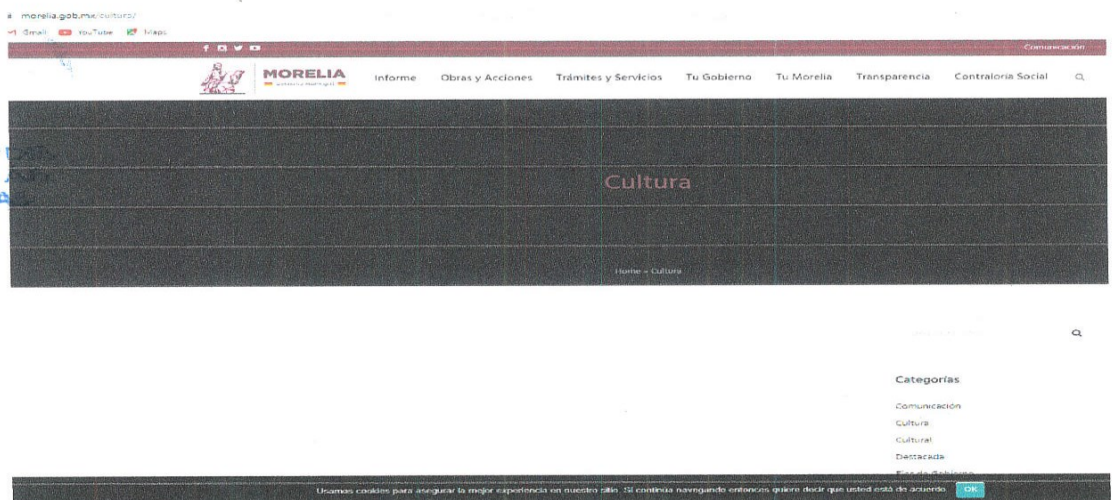 morelia.gob.mx/cultura/
Gmail YouTube Maps
Comunicación
MORELIA
Informe Obras y Acciones Trámites y Servicios Tu Gobierno Tu Morelia Transparencia Contraloría Social
Cultura
Home » Cultura
Categorías
Comunicación
Cultura
Cultural
Destacada
Usamos cookies para asegurar la mejor experiencia en nuestro sitio. Si continúa navegando entonces quiere decir que usted está de acuerdo. OK